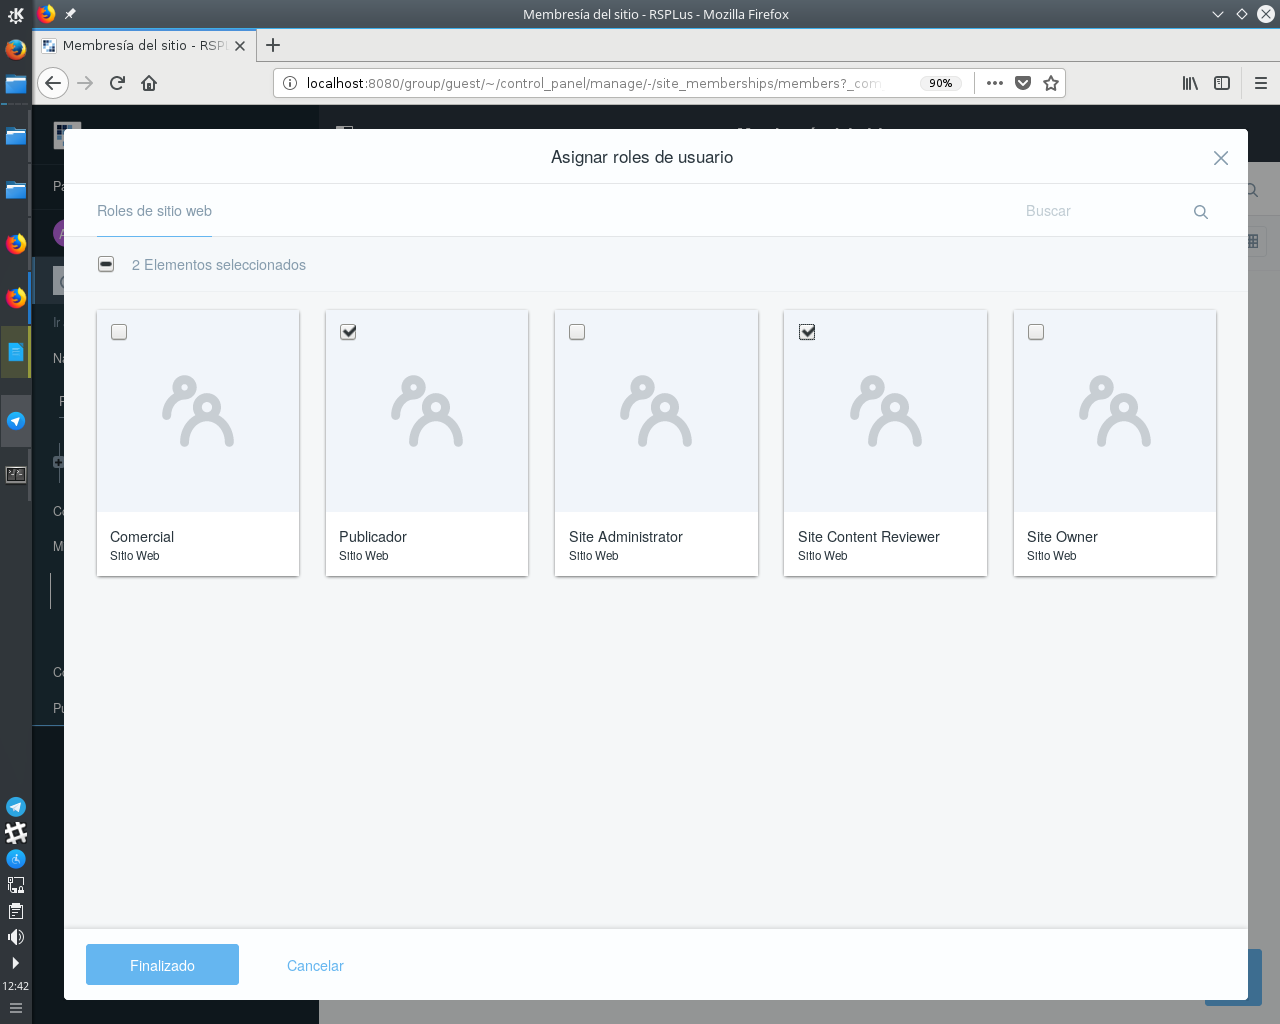 Membresía del sitio - RSPLus - Mozilla Firefox
Membresía del sitio - RSPL
localhost:8080/group/guest/~/control_panel/manage/-/site_memberships/members?_com
90%
Asignar roles de usuario
Roles de sitio web
Buscar
2 Elementos seleccionados
Comercial
Sitio Web
Publicador
Sitio Web
Site Administrator
Sitio Web
Site Content Reviewer
Sitio Web
Site Owner
Sitio Web
Finalizado
Cancelar
12:42